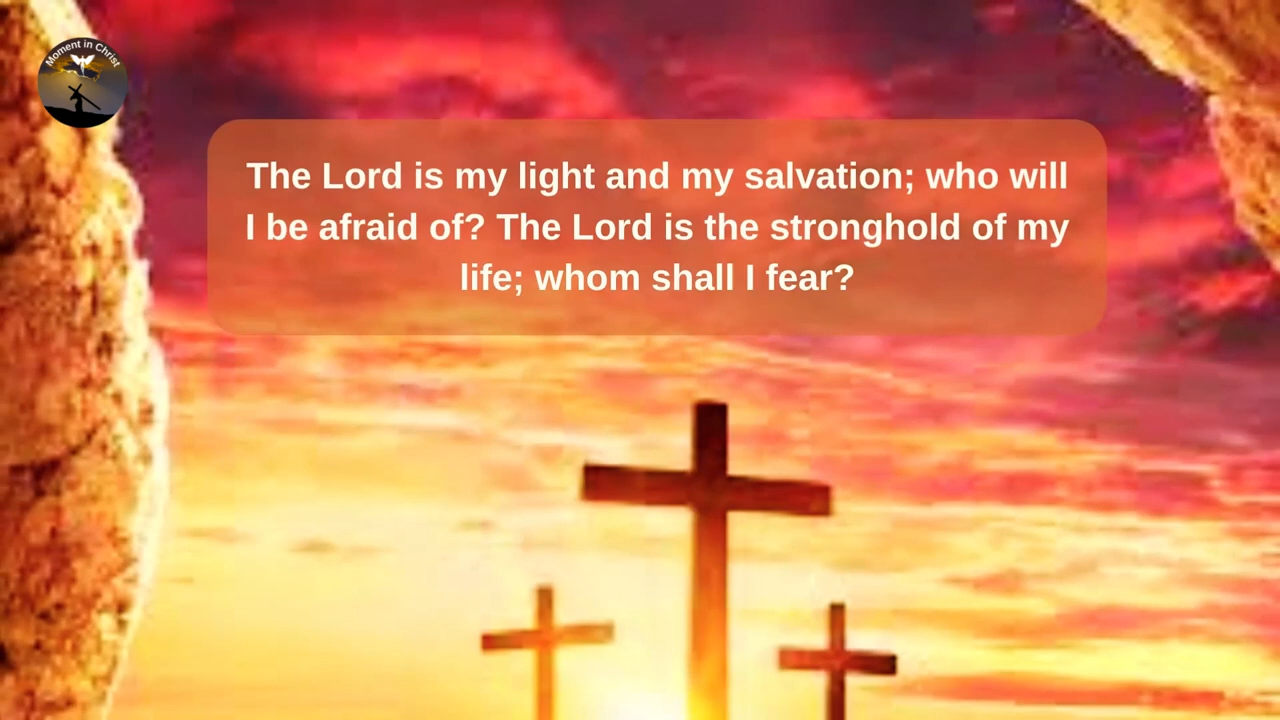 Moment in Christ
The Lord is my light and my salvation; who will
I be afraid of? The Lord is the stronghold of my
life; whom shall I fear?